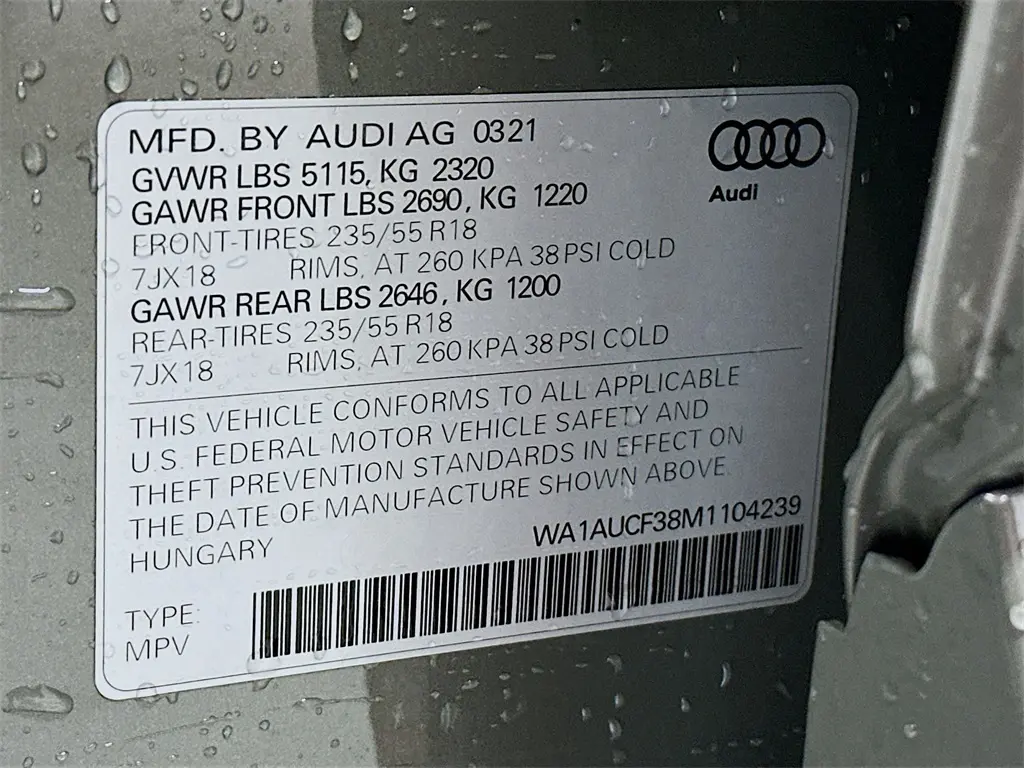 MFD. BY AUDI AG 0321
GVWR LBS 5115, KG 2320
GAWR FRONT LBS 2690, KG 1220
FRONT-TIRES 235/55 R18
7JX18 RIMS, AT 260 KPA 38 PSI COLD
GAWR REAR LBS 2646, KG 1200
REAR-TIRES 235/55 R18
7JX18 RIMS, AT 260 KPA 38 PSI COLD
Audi
THIS VEHICLE CONFORMS TO ALL APPLICABLE
U.S. FEDERAL MOTOR VEHICLE SAFETY AND
THEFT PREVENTION STANDARDS IN EFFECT ON
THE DATE OF MANUFACTURE SHOWN ABOVE.
HUNGARY
WA1AUCF38M1104239
TYPE:
MPV